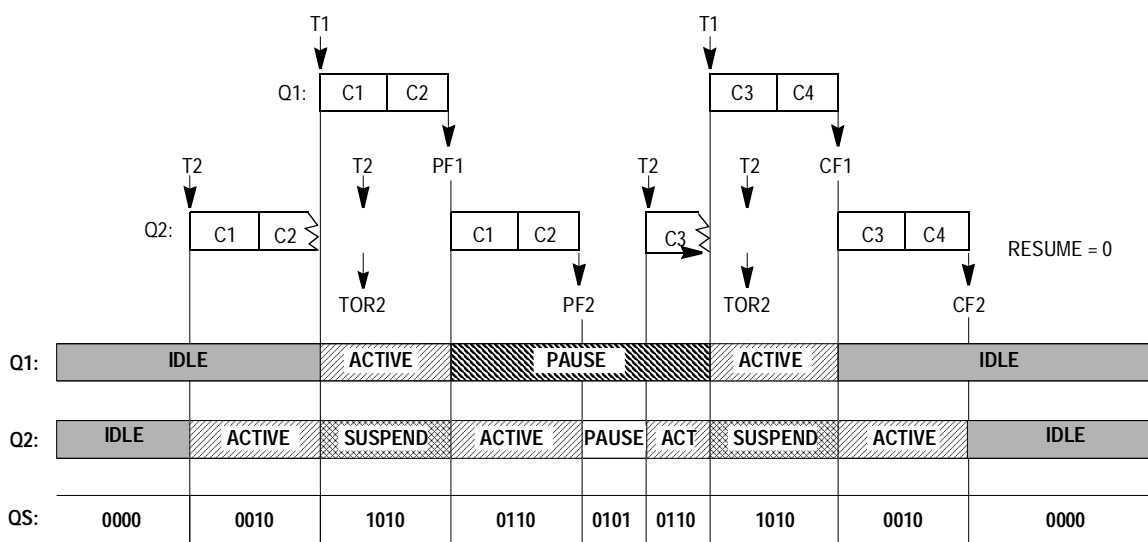 T1 T1
Q1: C1 C2 C3 C4
T2 T2 PF1 T2 T2 CF1
Q2: C1 C2 C1 C2 C3 C3 C4
RESUME = 0
TOR2 PF2 TOR2 CF2
Q1: IDLE ACTIVE PAUSE ACTIVE IDLE
Q2: IDLE ACTIVE SUSPEND ACTIVE PAUSE ACT SUSPEND ACTIVE IDLE
QS: 0000 0010 1010 0110 0101 0110 1010 0010 0000